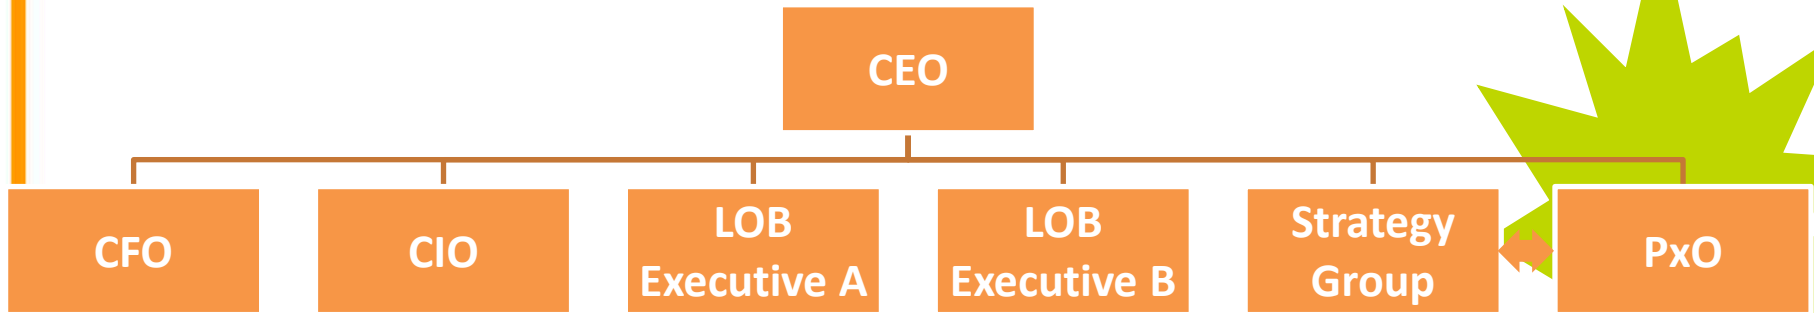 CEO
CFO
CIO
LOB
Executive A
LOB
Executive B
Strategy
Group
PxO